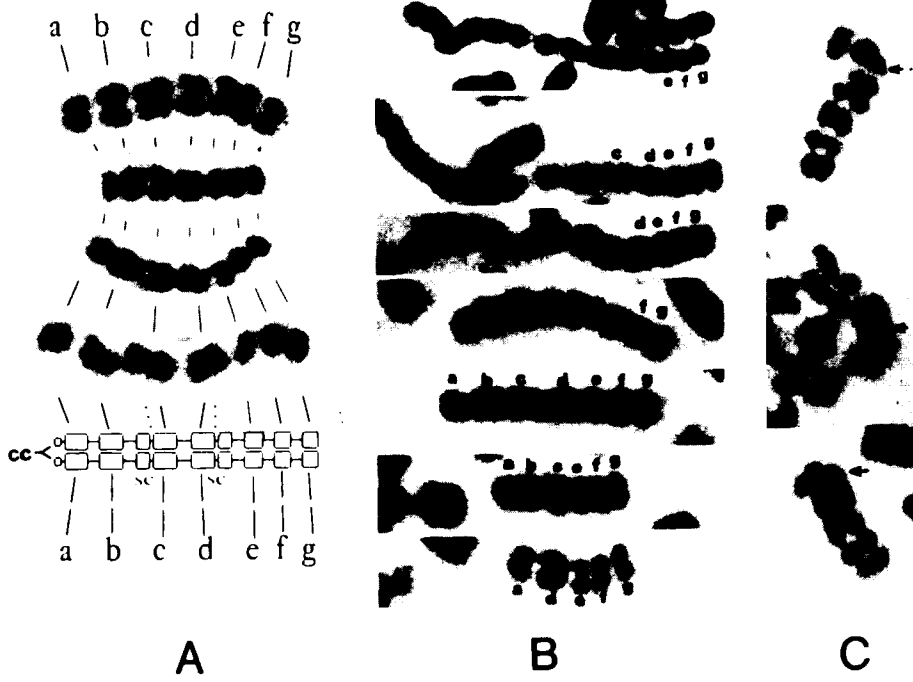 a b c d e f g
e f g
c d e f g
d e f g
f g
a b c d e f g
cc
sc sc
a b c d e f g
a b c d e f g
A B C